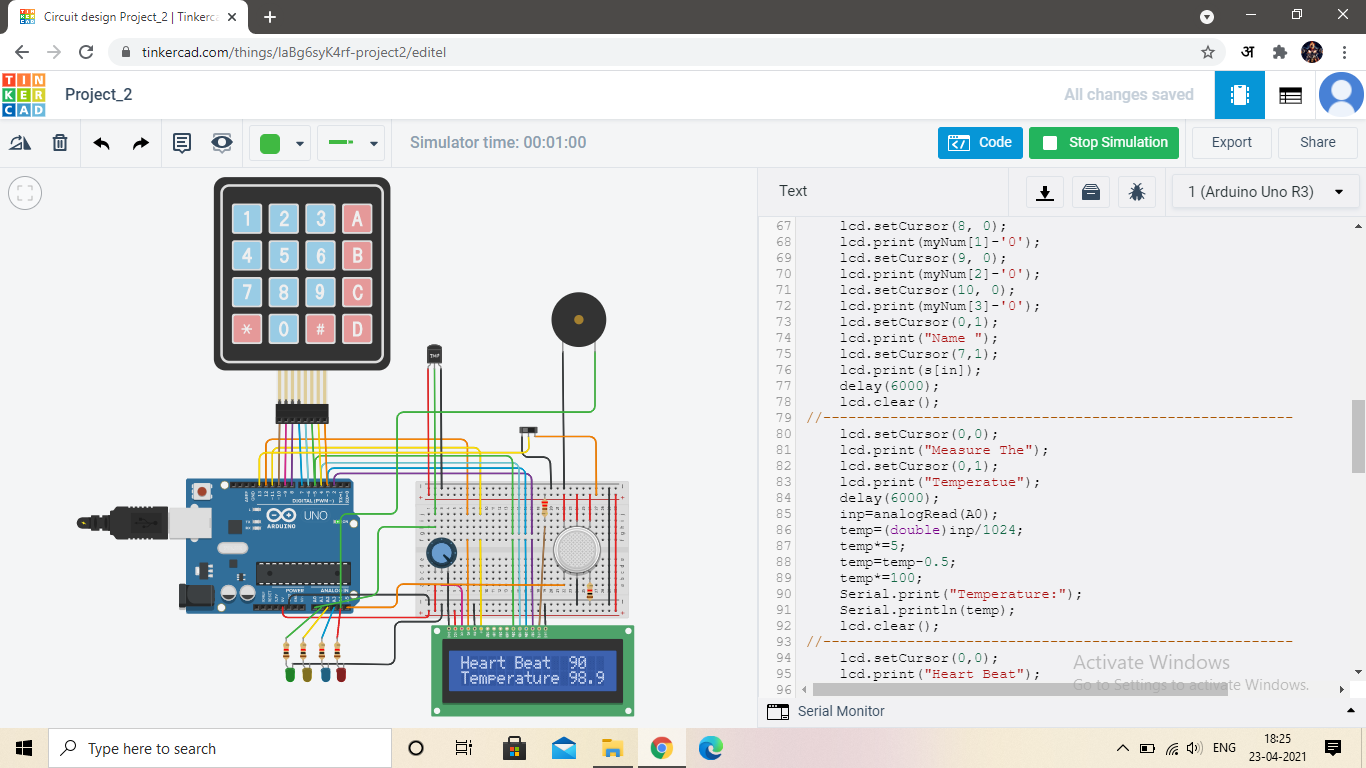 Circuit design Project_2 | Tinkerc
tinkercad.com/things/laBg6syK4rf-project2/editel
अ
TIN
KER
CAD
Project_2
All changes saved
Simulator time: 00:01:00
Code
Stop Simulation
Export
Share
Text
1 (Arduino Uno R3)
1 2 3 A
4 5 6 B
7 8 9 C
* 0 # D
TMP
DIGITAL (PWM~)
UNO
ARDUINO
POWER
ANALOG IN
Heart Beat 90
Temperature 98.9
67 lcd.setCursor(8, 0);
68 lcd.print(myNum[1]-'0');
69 lcd.setCursor(9, 0);
70 lcd.print(myNum[2]-'0');
71 lcd.setCursor(10, 0);
72 lcd.print(myNum[3]-'0');
73 lcd.setCursor(0,1);
74 lcd.print("Name ");
75 lcd.setCursor(7,1);
76 lcd.print(s[in]);
77 delay(6000);
78 lcd.clear();
79 //--------------------------------------------------------
80 lcd.setCursor(0,0);
81 lcd.print("Measure The");
82 lcd.setCursor(0,1);
83 lcd.print("Temperatue");
84 delay(6000);
85 inp=analogRead(A0);
86 temp=(double)inp/1024;
87 temp*=5;
88 temp=temp-0.5;
89 temp*=100;
90 Serial.print("Temperature:");
91 Serial.println(temp);
92 lcd.clear();
93 //--------------------------------------------------------
94 lcd.setCursor(0,0);
95 lcd.print("Heart Beat");
96
Activate Windows
Go to Settings to activate Windows.
Serial Monitor
Type here to search
ENG
18:25
23-04-2021